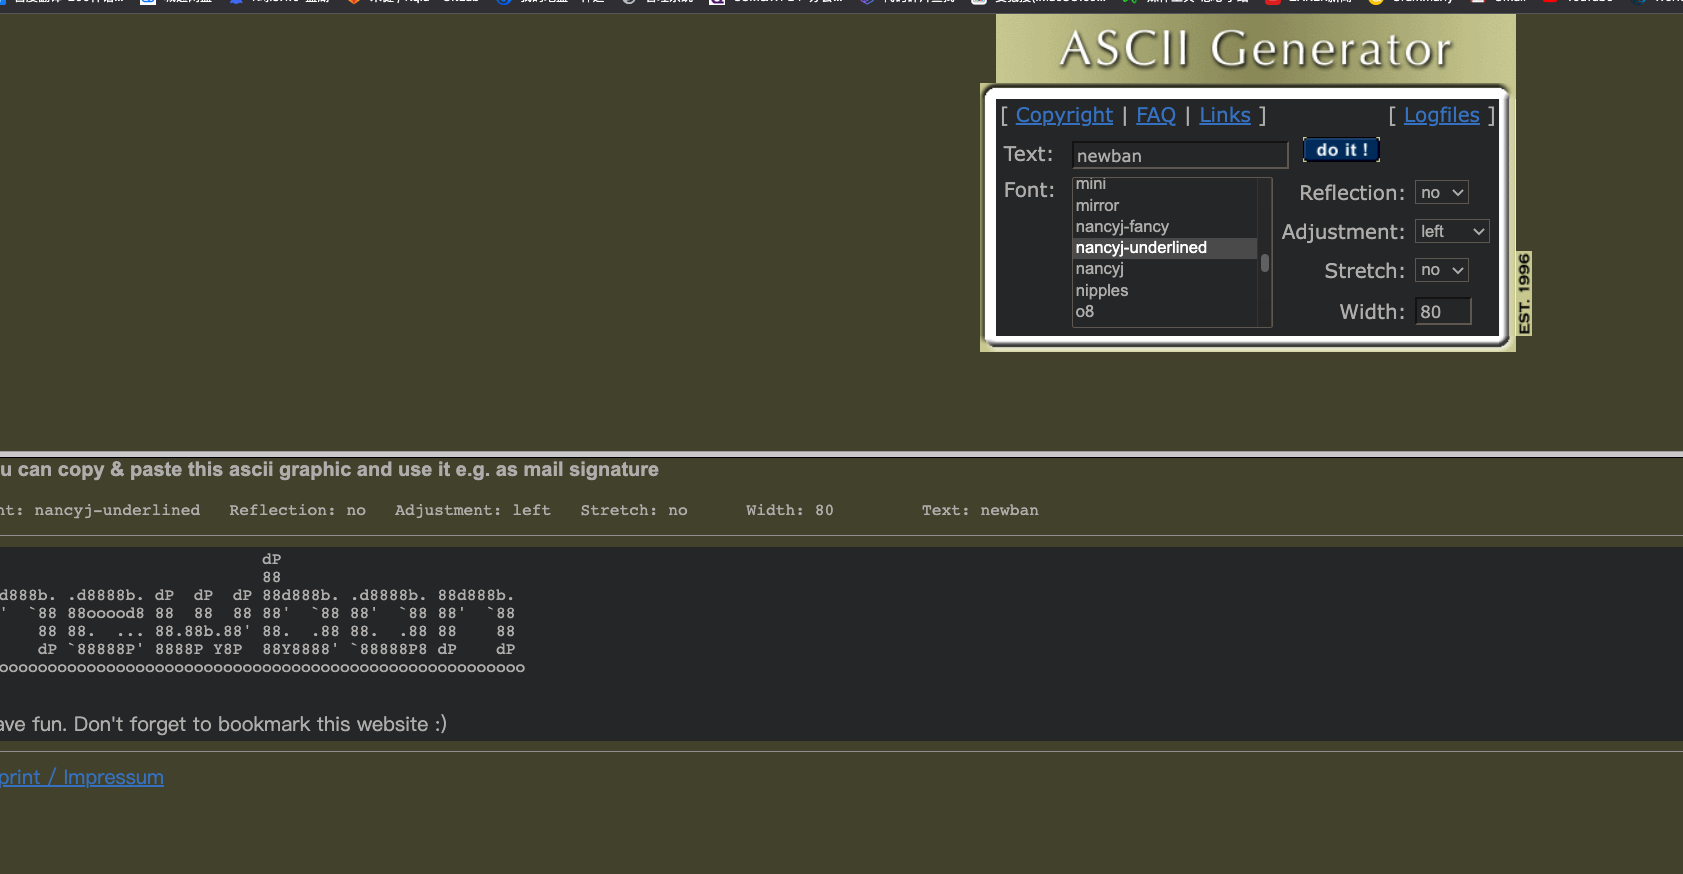 ASCII Generator
[ Copyright | FAQ | Links ] [ Logfiles ]
Text: newban do it !
Font:
mini
mirror
nancyj-fancy
nancyj-underlined
nancyj
nipples
o8
Reflection: no
Adjustment: left
Stretch: no
Width: 80
EST. 1996
u can copy & paste this ascii graphic and use it e.g. as mail signature
nt: nancyj-underlined Reflection: no Adjustment: left Stretch: no Width: 80 Text: newban
                           dP
                           88
d888b. .d8888b. dP  dP  dP 88d888b. .d8888b. 88d888b.
'  `88 88ooood8 88  88  88 88'  `88 88'  `88 88'  `88
    88 88.  ... 88.88b.88' 88.  .88 88.  .88 88    88
    dP `88888P' 8888P Y8P  88Y8888' `88888P8 dP    dP
oooooooooooooooooooooooooooooooooooooooooooooooooooooo
ave fun. Don't forget to bookmark this website :)
print / Impressum